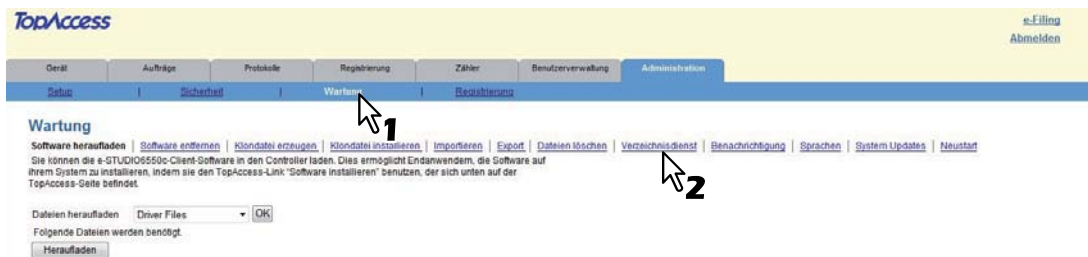 TopAccess
e-Filing
Abmelden
Gerät Aufträge Protokolle Registrierung Zähler Benutzerverwaltung Administration
Setup | Sicherheit | Wartung | Registrierung
1
Wartung
Software heraufladen | Software entfernen | Klondatei erzeugen | Klondatei installieren | Importieren | Export | Dateien löschen | Verzeichnisdienst | Benachrichtigung | Sprachen | System Updates | Neustart
Sie können die e-STUDIO6550c-Client-Software in den Controller laden. Dies ermöglicht Endanwendern, die Software auf
ihrem System zu installieren, indem sie den TopAccess-Link "Software installieren" benutzen, der sich unten auf der
TopAccess-Seite befindet.
2
Dateien heraufladen Driver Files OK
Folgende Dateien werden benötigt.
Heraufladen